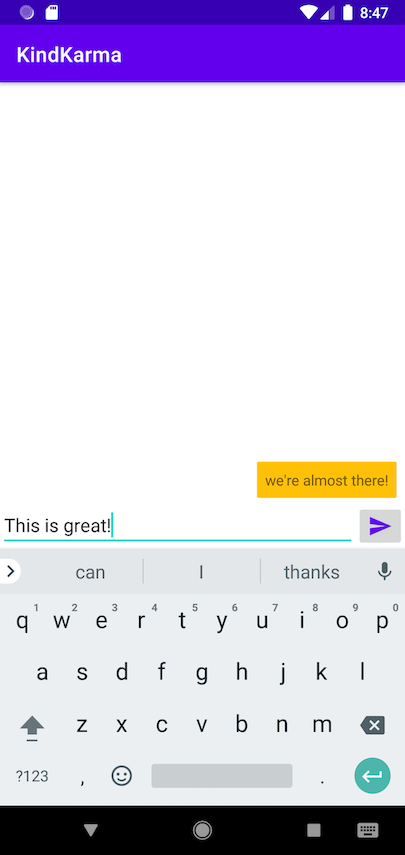 8:47
KindKarma
we're almost there!
This is great!
can I thanks
1 2 3 4 5 6 7 8 9 0
q w e r t y u i o p
a s d f g h j k l
z x c v b n m
?123 , .